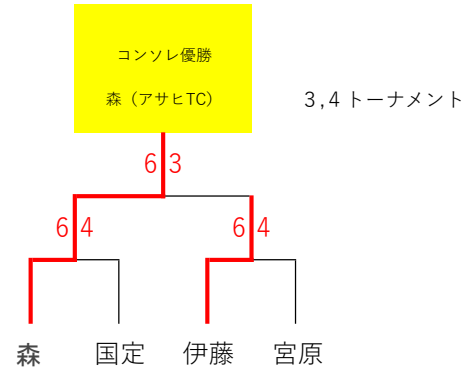 コンソレ優勝
森（アサヒTC）
3,4トーナメント
6 3
6 4 6 4
森 国定 伊藤 宮原